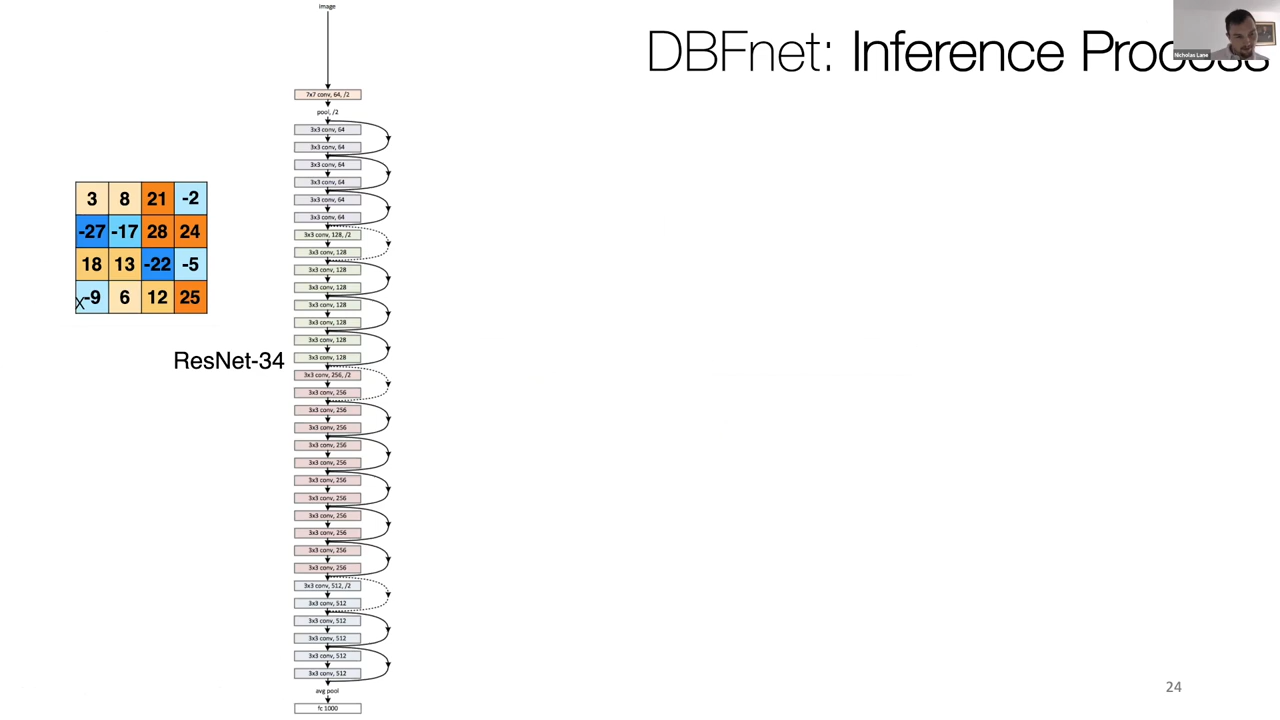 DBFnet: Inference Process
Nicholas Lane
3 8 21 -2
-27 -17 28 24
18 13 -22 -5
-9 6 12 25
x
ResNet-34
image
7x7 conv, 64, /2
pool, /2
3x3 conv, 64
3x3 conv, 64
3x3 conv, 64
3x3 conv, 64
3x3 conv, 64
3x3 conv, 64
3x3 conv, 128, /2
3x3 conv, 128
3x3 conv, 128
3x3 conv, 128
3x3 conv, 128
3x3 conv, 128
3x3 conv, 128
3x3 conv, 128
3x3 conv, 256, /2
3x3 conv, 256
3x3 conv, 256
3x3 conv, 256
3x3 conv, 256
3x3 conv, 256
3x3 conv, 256
3x3 conv, 256
3x3 conv, 256
3x3 conv, 256
3x3 conv, 256
3x3 conv, 256
3x3 conv, 512, /2
3x3 conv, 512
3x3 conv, 512
3x3 conv, 512
3x3 conv, 512
3x3 conv, 512
avg pool
fc 1000
24